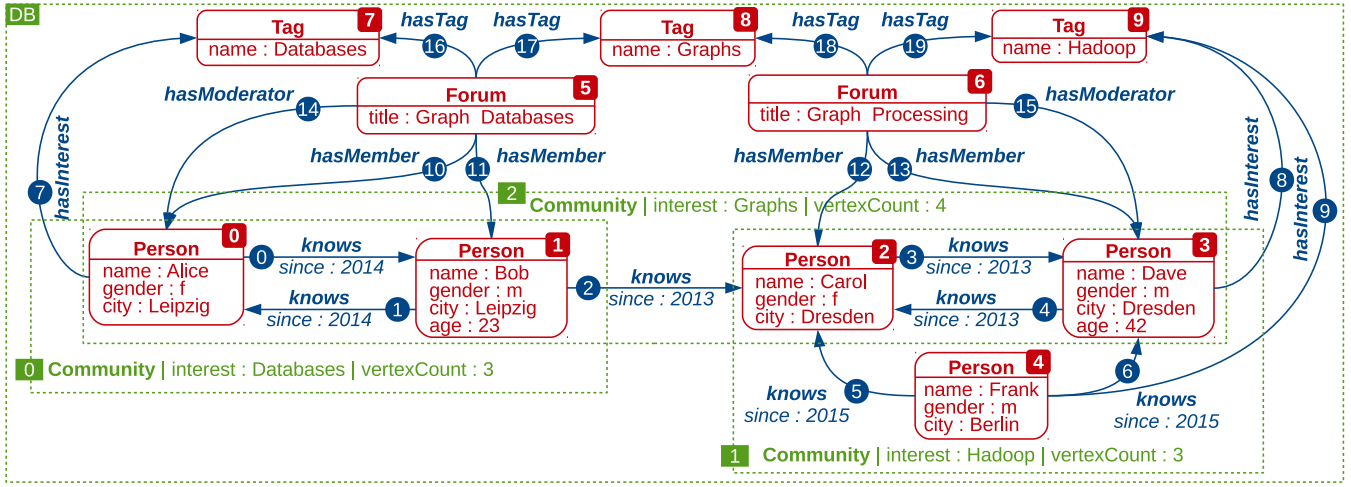 DB
7
Tag
name : Databases
hasTag
16
hasTag
17
8
Tag
name : Graphs
hasTag
18
hasTag
19
9
Tag
name : Hadoop
5
Forum
title : Graph Databases
6
Forum
title : Graph Processing
hasModerator
14
15
hasModerator
hasMember
10
11
hasMember
hasMember
12
13
hasMember
7
hasInterest
8
hasInterest
9
hasInterest
2
Community | interest : Graphs | vertexCount : 4
0
Person
name : Alice
gender : f
city : Leipzig
0
knows
since : 2014
1
knows
since : 2014
1
Person
name : Bob
gender : m
city : Leipzig
age : 23
2
knows
since : 2013
2
Person
name : Carol
gender : f
city : Dresden
3
knows
since : 2013
4
knows
since : 2013
3
Person
name : Dave
gender : m
city : Dresden
age : 42
0
Community | interest : Databases | vertexCount : 3
4
Person
name : Frank
gender : m
city : Berlin
5
knows
since : 2015
6
knows
since : 2015
1
Community | interest : Hadoop | vertexCount : 3